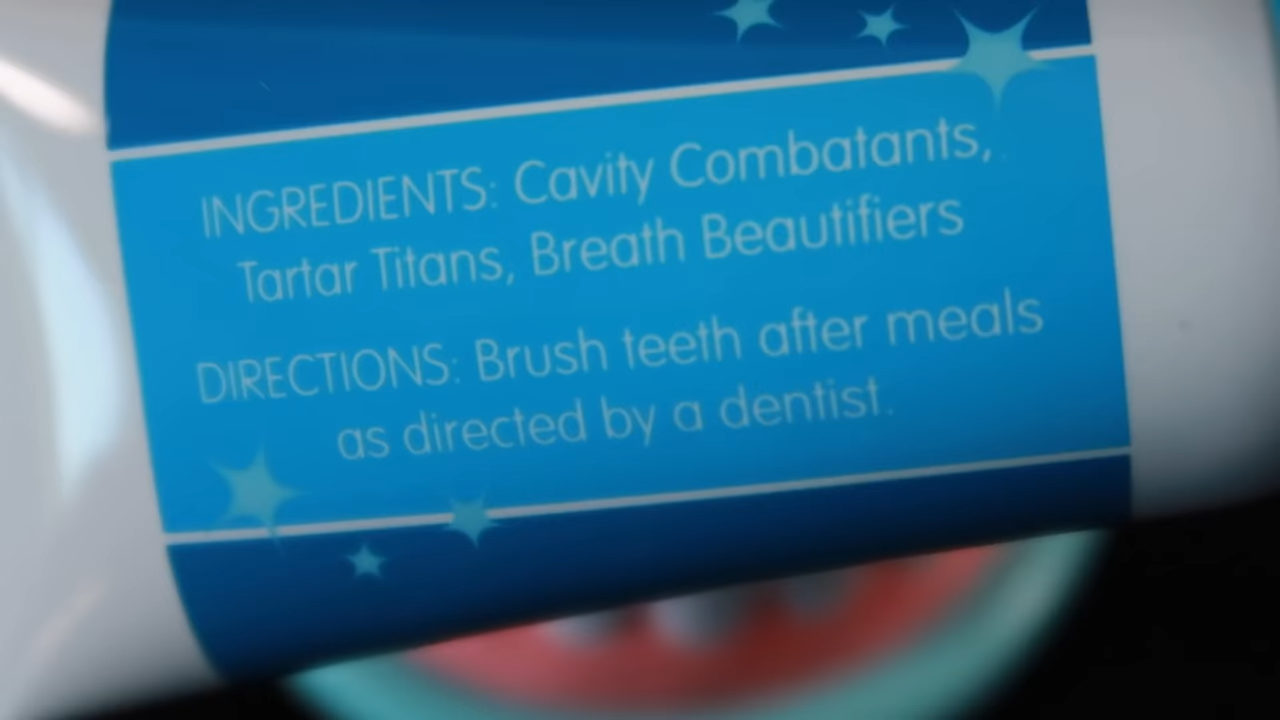 INGREDIENTS: Cavity Combatants,
Tartar Titans, Breath Beautifiers
DIRECTIONS: Brush teeth after meals
as directed by a dentist.